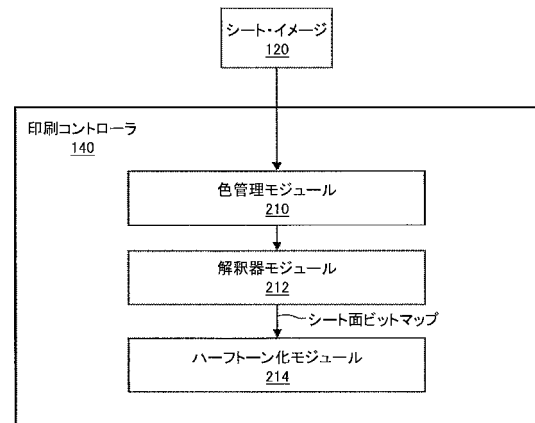 シート・イメージ
120
印刷コントローラ
140
色管理モジュール
210
解釈器モジュール
212
シート面ビットマップ
ハーフトーン化モジュール
214